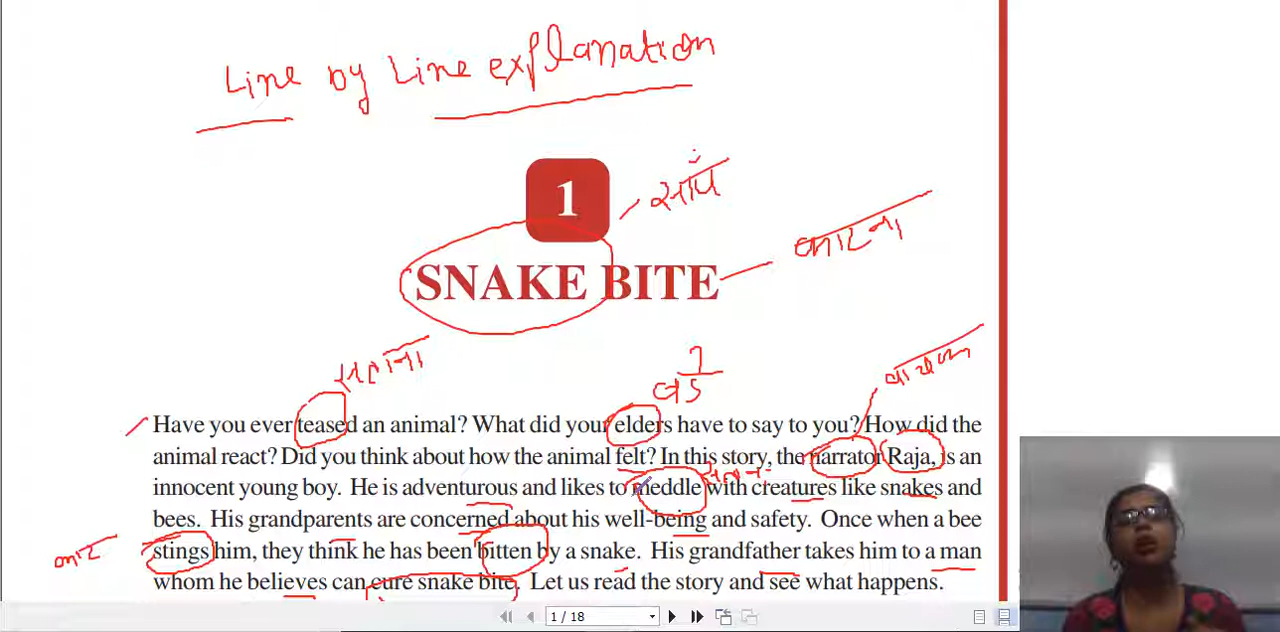 Line by Line explanation
1
साँप
SNAKE BITE
काटना
सताना
बड़े
वाचक
Have you ever teased an animal? What did your elders have to say to you? How did the
animal react? Did you think about how the animal felt? In this story, the narrator Raja, is an
innocent young boy. He is adventurous and likes to meddle with creatures like snakes and
bees. His grandparents are concerned about his well-being and safety. Once when a bee
stings him, they think he has been bitten by a snake. His grandfather takes him to a man
काट
whom he believes can cure snake bite. Let us read the story and see what happens.
1 / 18